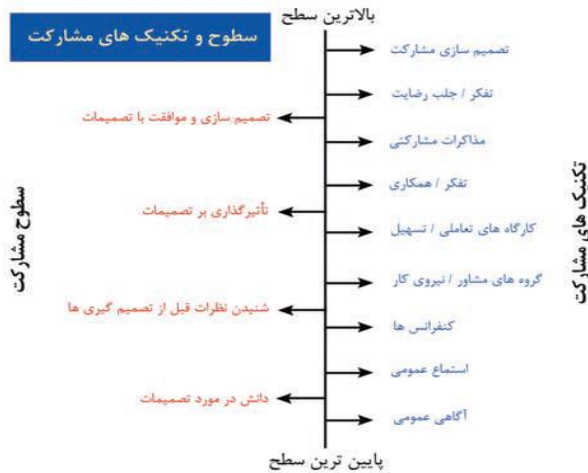 بالاترین سطح
سطوح و تکنیک های مشارکت
تصمیم سازی مشارکت
تفکر / جلب رضایت
تصمیم سازی و موافقت با تصمیمات
مذاکرات مشارکتی
تفکر / همکاری
تأثیرگذاری بر تصمیمات
کارگاه های تعاملی / تسهیل
گروه های مشاور / نیروی کار
شنیدن نظرات قبل از تصمیم گیری ها
کنفرانس ها
استماع عمومی
دانش در مورد تصمیمات
آگاهی عمومی
پایین ترین سطح
تکنیک های مشارکت
سطوح مشارکت